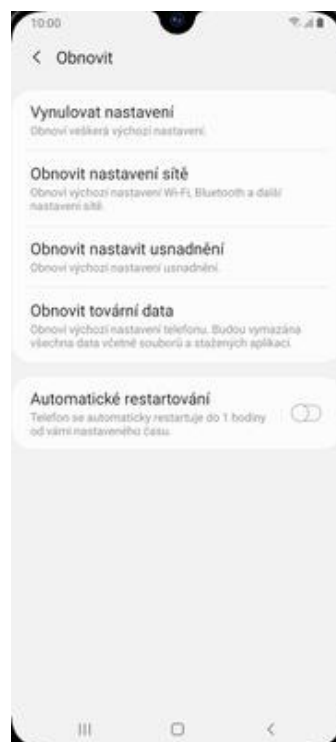 10:00
Obnovit
Vynulovat nastavení
Obnoví veškerá výchozí nastavení.
Obnovit nastavení sítě
Obnoví výchozí nastavení Wi-Fi, Bluetooth a další
nastavení sítě.
Obnovit nastavit usnadnění
Obnoví výchozí nastavení usnadnění.
Obnovit tovární data
Obnoví výchozí nastavení telefonu. Budou vymazána
všechna data včetně souborů a stažených aplikací.
Automatické restartování
Telefon se automaticky restartuje do 1 hodiny
od vámi nastaveného času.